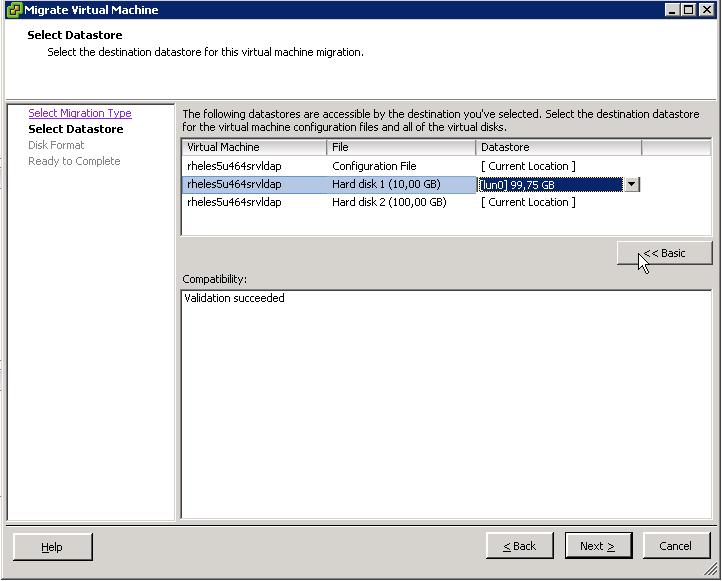 Migrate Virtual Machine
Select Datastore
Select the destination datastore for this virtual machine migration.
Select Migration Type
Select Datastore
Disk Format
Ready to Complete
The following datastores are accessible by the destination you've selected. Select the destination datastore
for the virtual machine configuration files and all of the virtual disks.
Virtual Machine File Datastore
rheles5u464srvldap Configuration File [ Current Location ]
rheles5u464srvldap Hard disk 1 (10,00 GB) [lun0] 99,75 GB
rheles5u464srvldap Hard disk 2 (100,00 GB) [ Current Location ]
<< Basic
Compatibility:
Validation succeeded
Help
< Back
Next >
Cancel